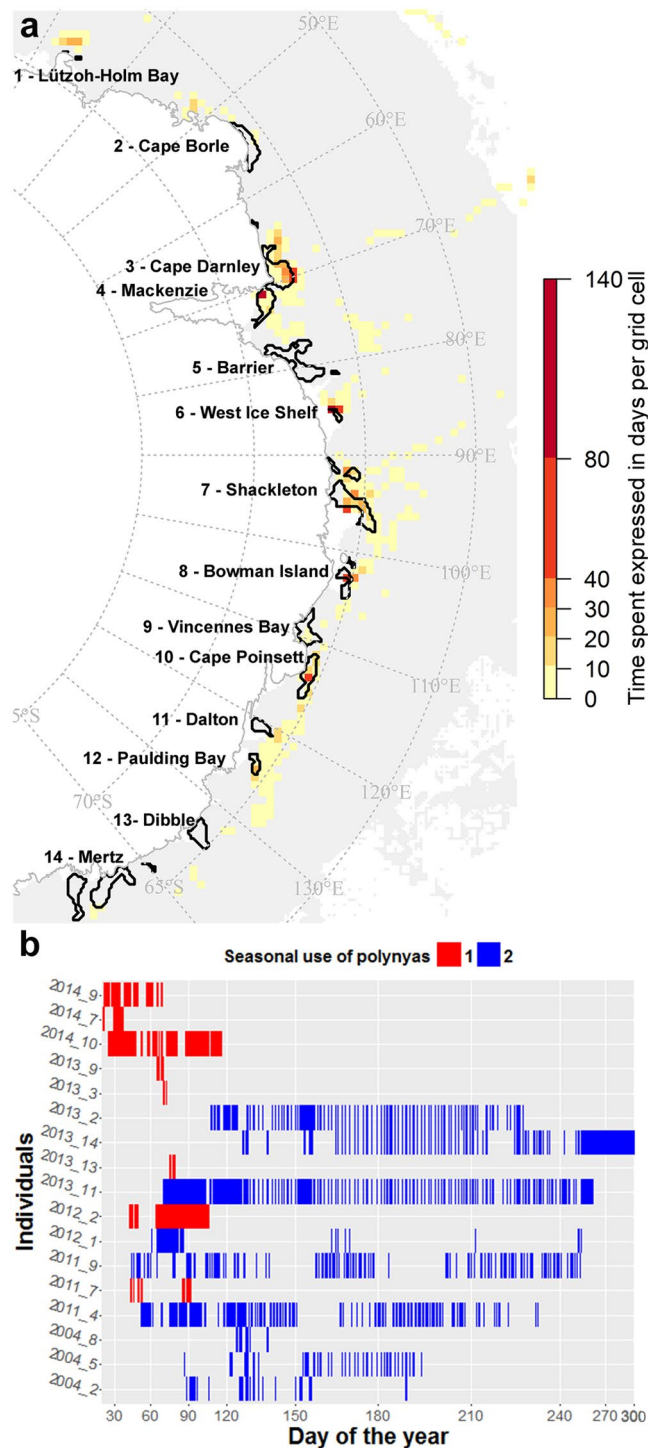 a
50°E
1 - Lützoh-Holm Bay
60°E
2 - Cape Borle
70°E
3 - Cape Darnley
4 - Mackenzie
80°E
5 - Barrier
6 - West Ice Shelf
90°E
7 - Shackleton
8 - Bowman Island
100°E
9 - Vincennes Bay
10 - Cape Poinsett
110°E
11 - Dalton
5°S
12 - Paulding Bay
120°E
70°S
13- Dibble
14 - Mertz
65°S
130°E
140
80
40
30
20
10
0
Time spent expressed in days per grid cell
b
Seasonal use of polynyas 1 2
2014_9
2014_7
2014_10
2013_9
2013_3
2013_2
2013_14
2013_13
2013_11
2012_2
2012_1
2011_9
2011_7
2011_4
2004_8
2004_5
2004_2
Individuals
30 60 90 120 150 180 210 240 270 300
Day of the year